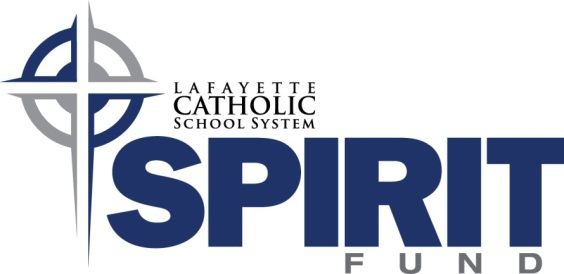 LAFAYETTE
CATHOLIC
SCHOOL SYSTEM
SPIRIT
FUND